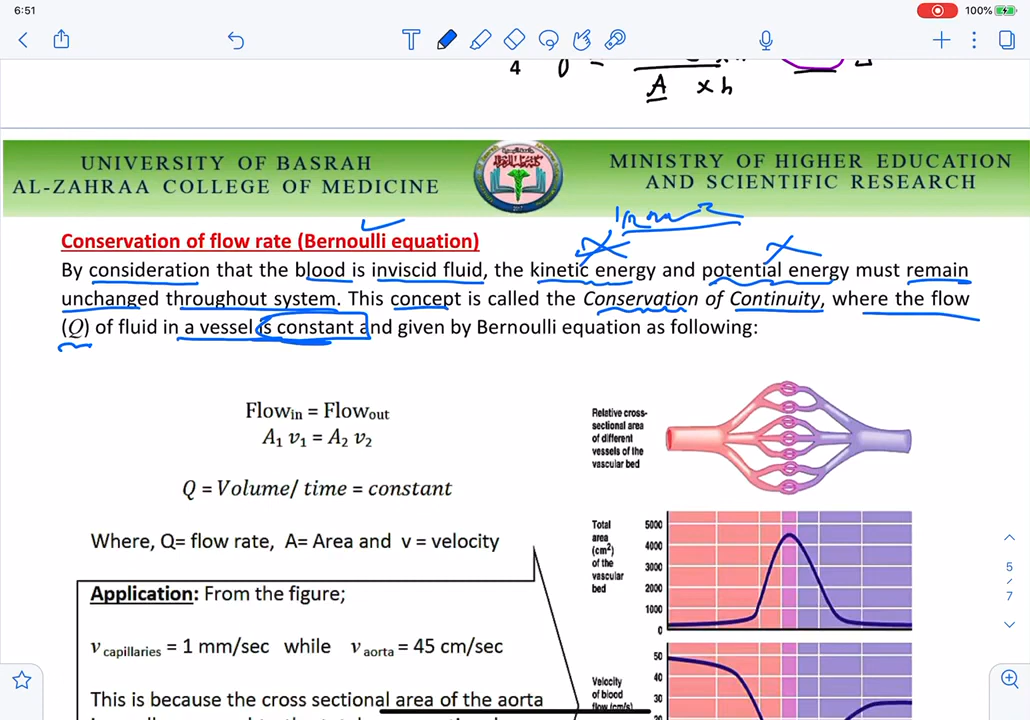 6:51
100%
4 0 =
A x h
UNIVERSITY OF BASRAH
AL-ZAHRAA COLLEGE OF MEDICINE
MINISTRY OF HIGHER EDUCATION
AND SCIENTIFIC RESEARCH
Conservation of flow rate (Bernoulli equation)
By consideration that the blood is inviscid fluid, the kinetic energy and potential energy must remain
unchanged throughout system. This concept is called the Conservation of Continuity, where the flow
(Q) of fluid in a vessel is constant and given by Bernoulli equation as following:
Flowin = Flowout
A1 v1 = A2 v2
Q = Volume/ time = constant
Where, Q= flow rate, A= Area and v = velocity
Application: From the figure;
v capillaries = 1 mm/sec while v aorta = 45 cm/sec
This is because the cross sectional area of the aorta
Relative cross-
sectional area
of different
vessels of the
vascular bed
Total
area
(cm2)
of the
vascular
bed
5000
4000
3000
2000
1000
0
Velocity
of blood
flow (cm/s)
50
40
30
20
5
/
7